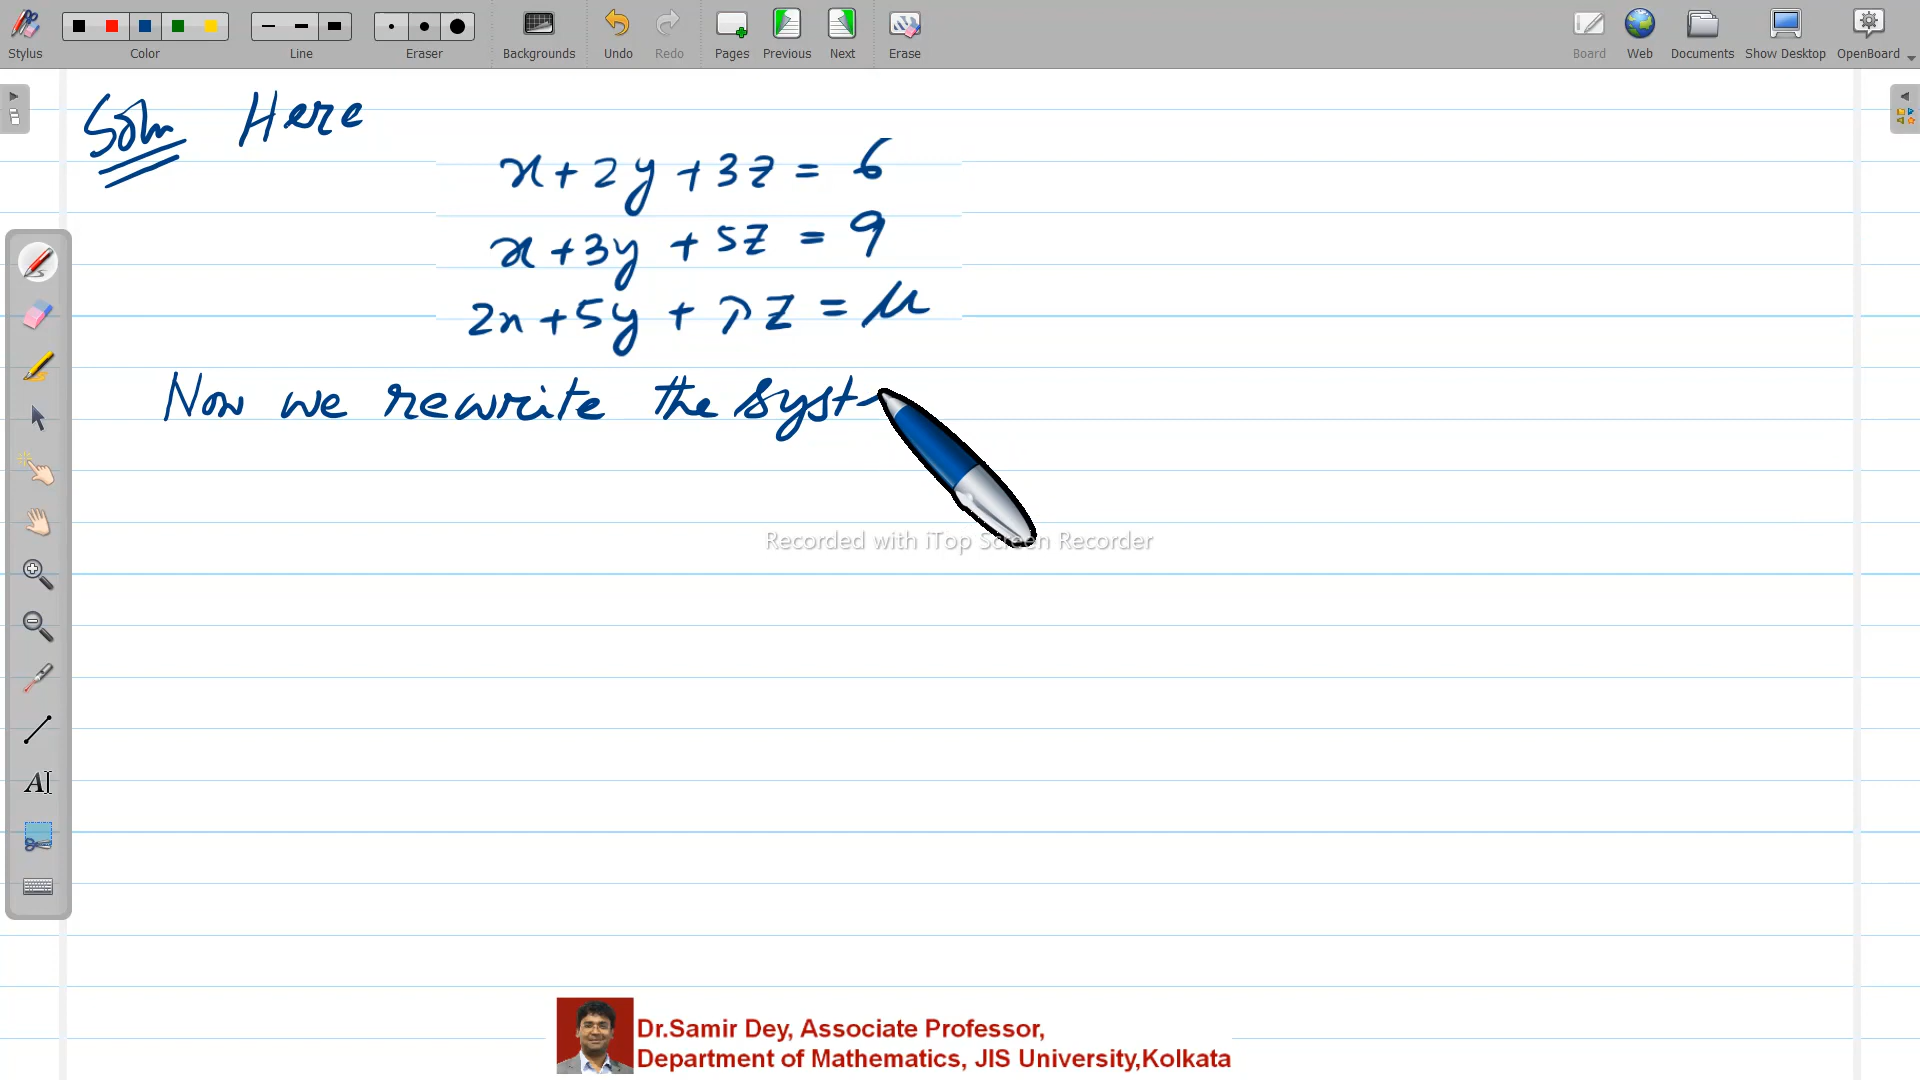 Stylus Color Line Eraser Backgrounds Undo Redo Pages Previous Next Erase Board Web Documents Show Desktop OpenBoard
Soln Here
x + 2y + 3z = 6
x + 3y + 5z = 9
2x + 5y + λz = μ
Now we rewrite the syst
Recorded with iTop Screen Recorder
Dr.Samir Dey, Associate Professor,
Department of Mathematics, JIS University,Kolkata